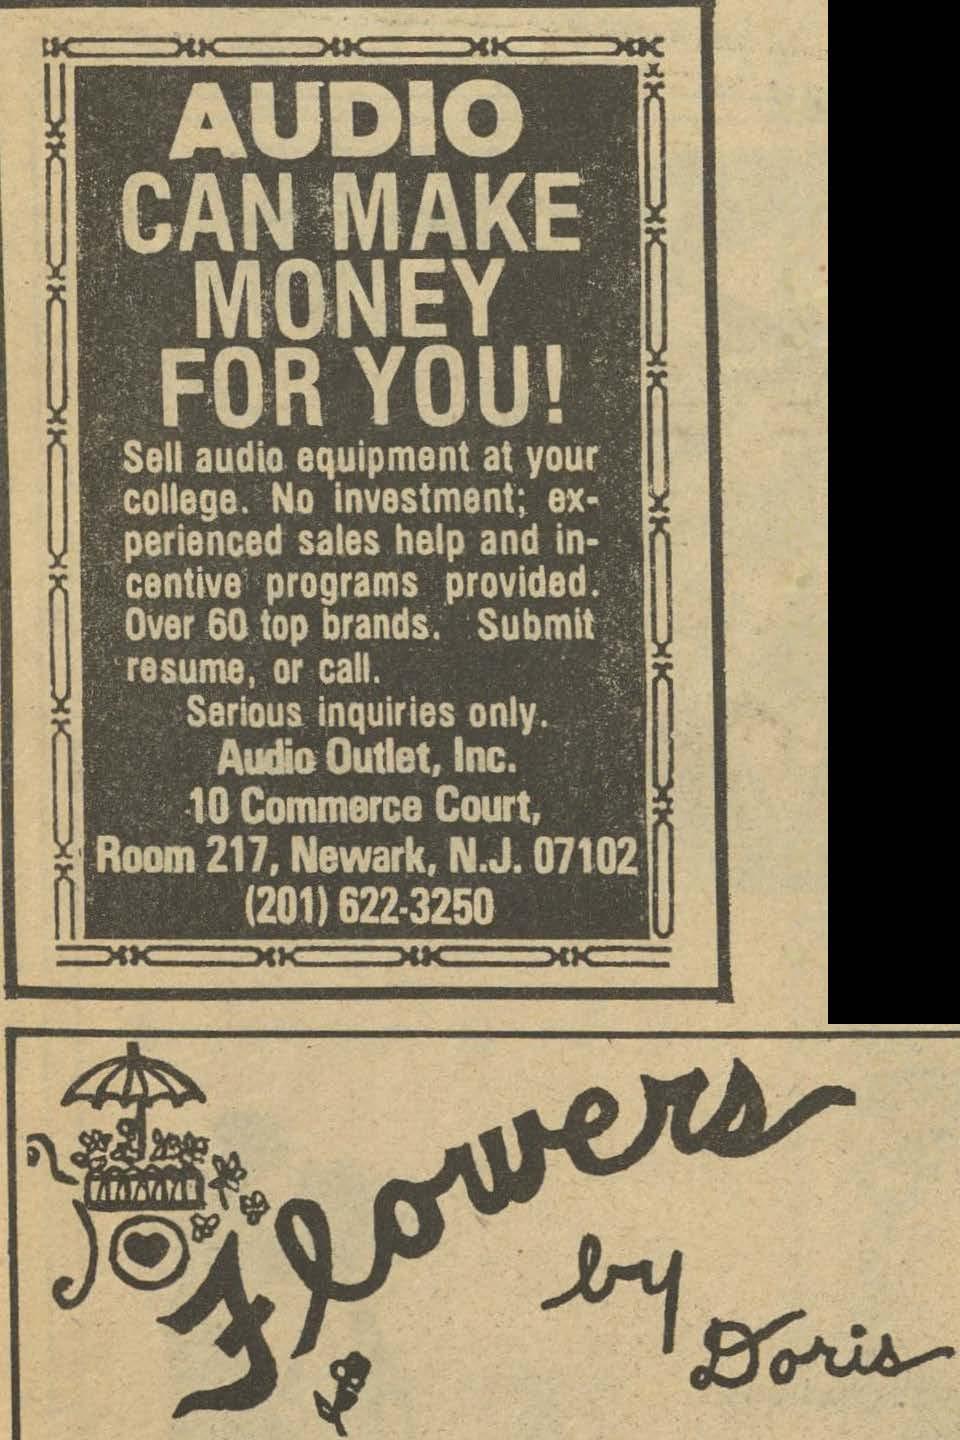 AUDIO
CAN MAKE
MONEY
FOR YOU!
Sell audio equipment at your
college. No investment; ex-
perienced sales help and in-
centive programs provided.
Over 60 top brands. Submit
resume, or call.
Serious inquiries only.
Audio Outlet, Inc.
10 Commerce Court,
Room 217, Newark, N.J. 07102
(201) 622-3250
Flowers
by
Doris